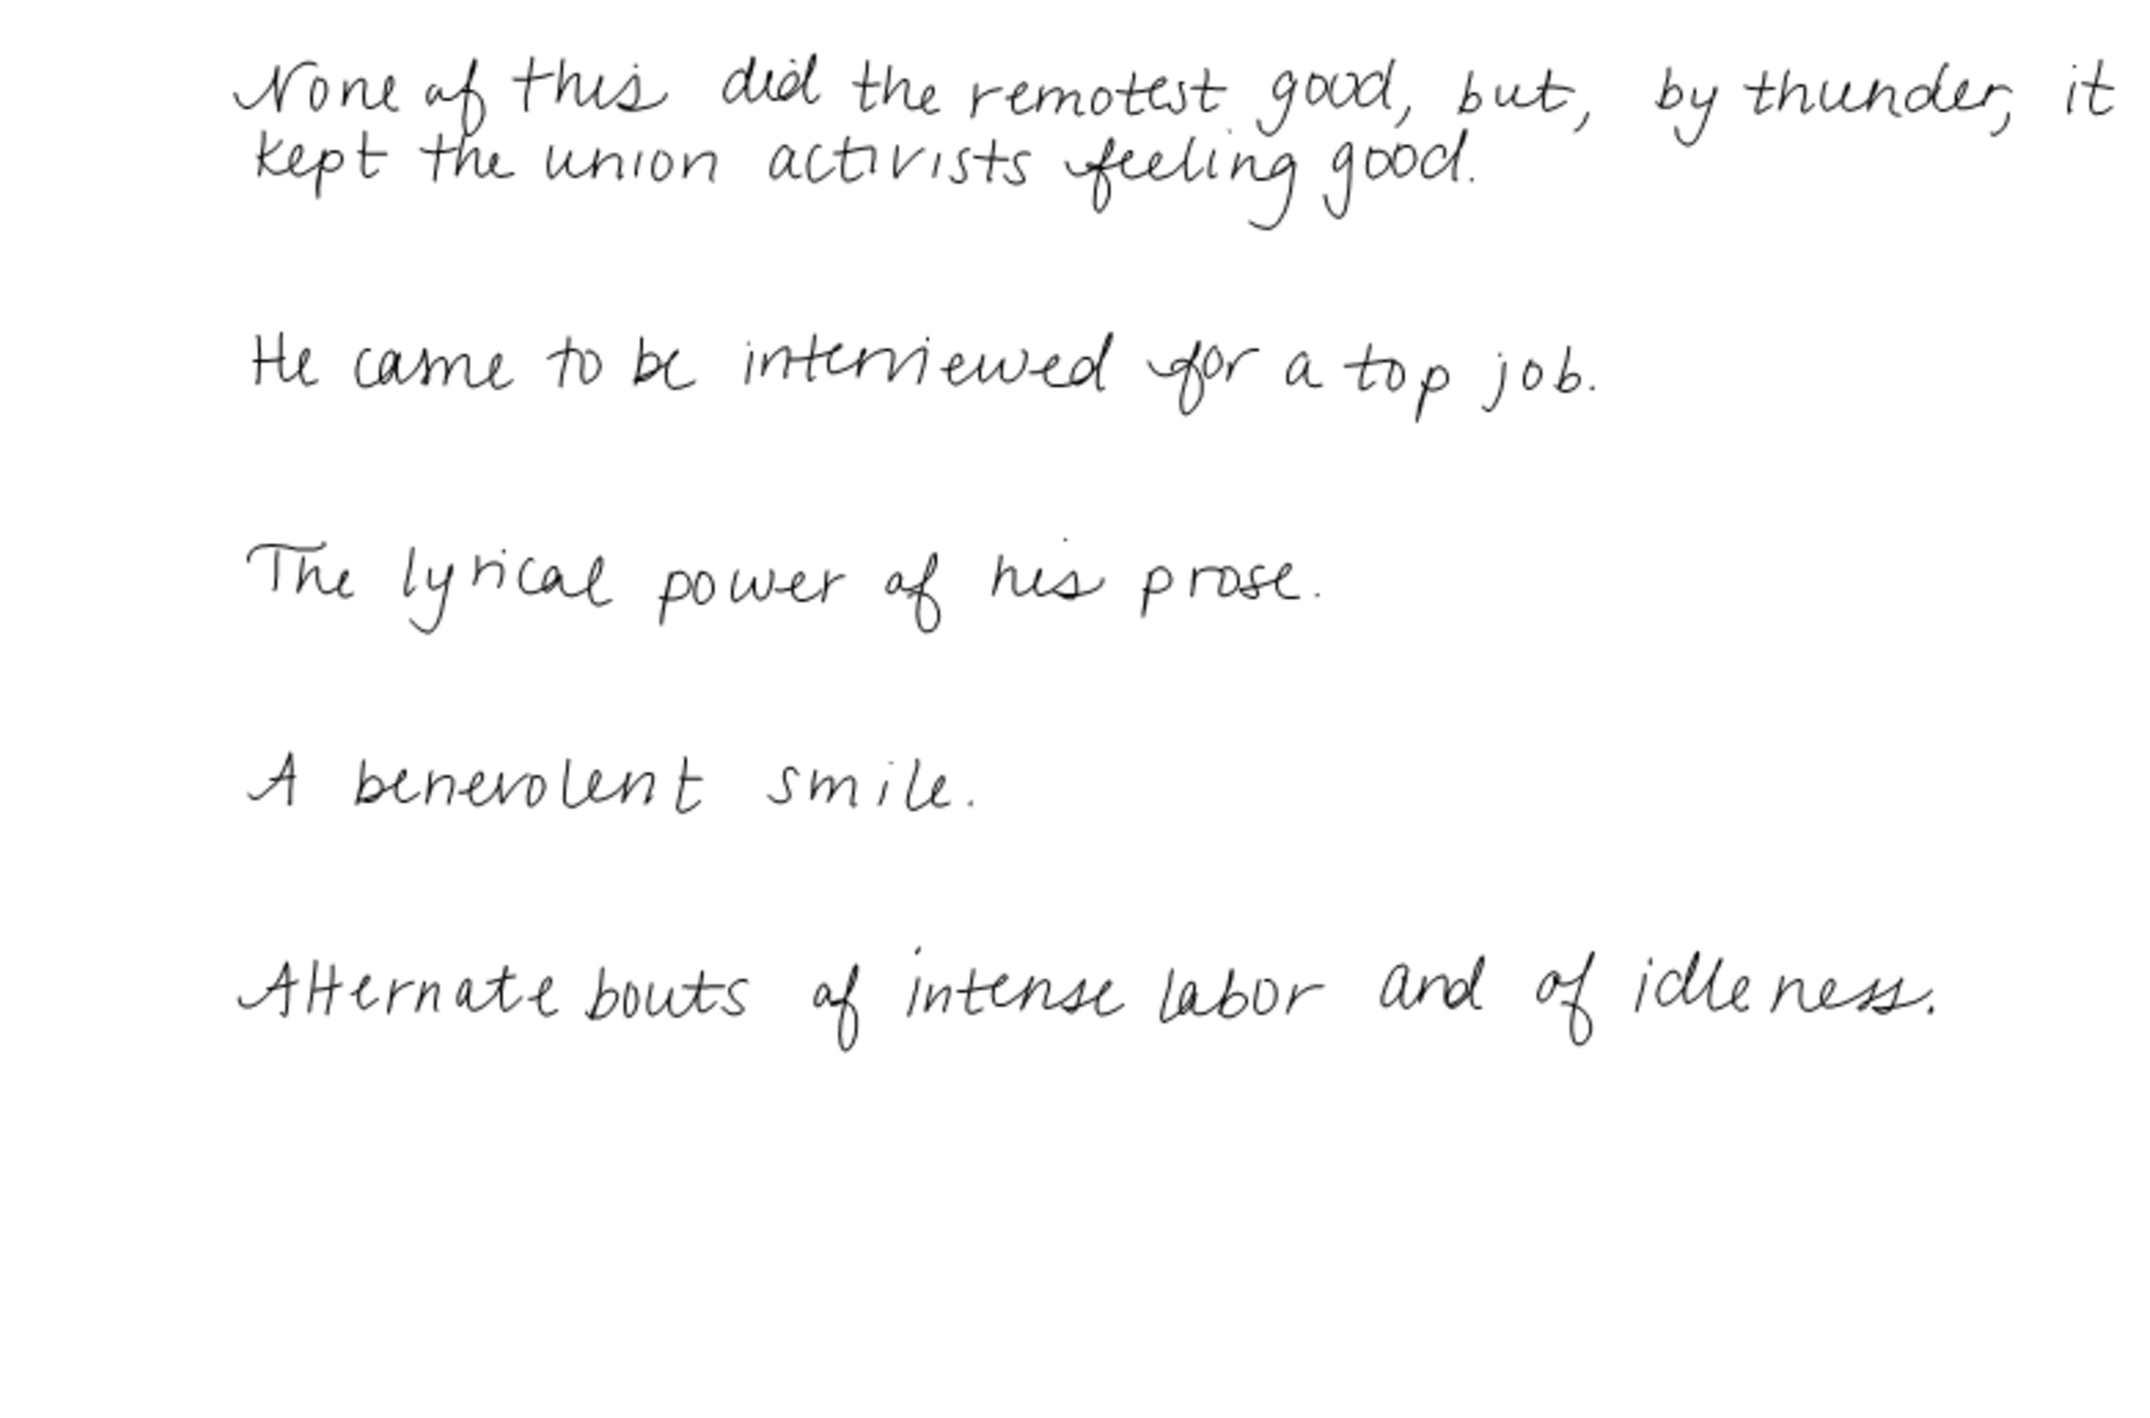 None of this did the remotest good, but, by thunder, it
kept the union activists feeling good.
He came to be interviewed for a top job.
The lyrical power of his prose.
A benevolent smile.
Alternate bouts of intense labor and of idleness.